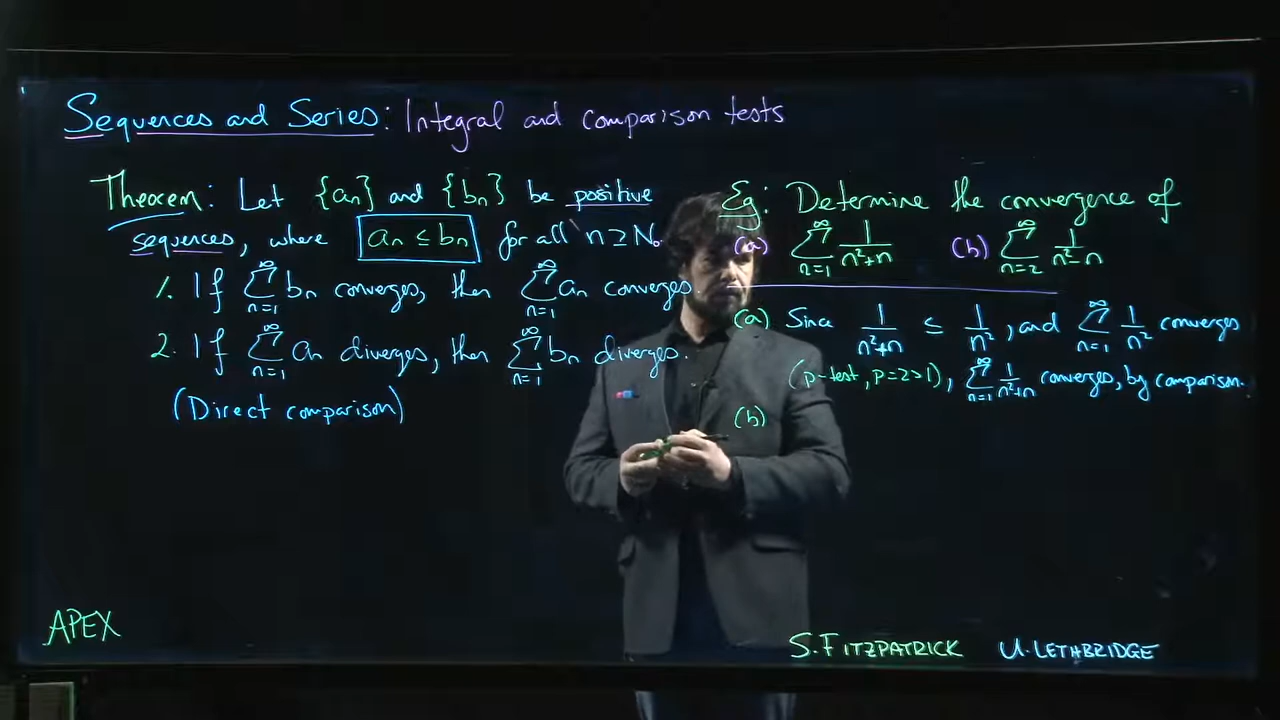 Sequences and Series: Integral and comparison tests
Theorem: Let {aₙ} and {bₙ} be positive
sequences, where aₙ ≤ bₙ for all n ≥ N₀.
1. If ∑_{n=1}^∞ bₙ converges, then ∑_{n=1}^∞ aₙ converges.
2. If ∑_{n=1}^∞ aₙ diverges, then ∑_{n=1}^∞ bₙ diverges.
(Direct comparison)
Eg: Determine the convergence of
(a) ∑_{n=1}^∞ 1/(n²+n) (b) ∑_{n=2}^∞ 1/(n²-n)
(a) Since 1/(n²+n) ≤ 1/n², and ∑_{n=1}^∞ 1/n² converges
(p-test, p=2>1), ∑_{n=1}^∞ 1/(n²+n) converges, by comparison.
(b)
APEX
S. FITZPATRICK U. LETHBRIDGE